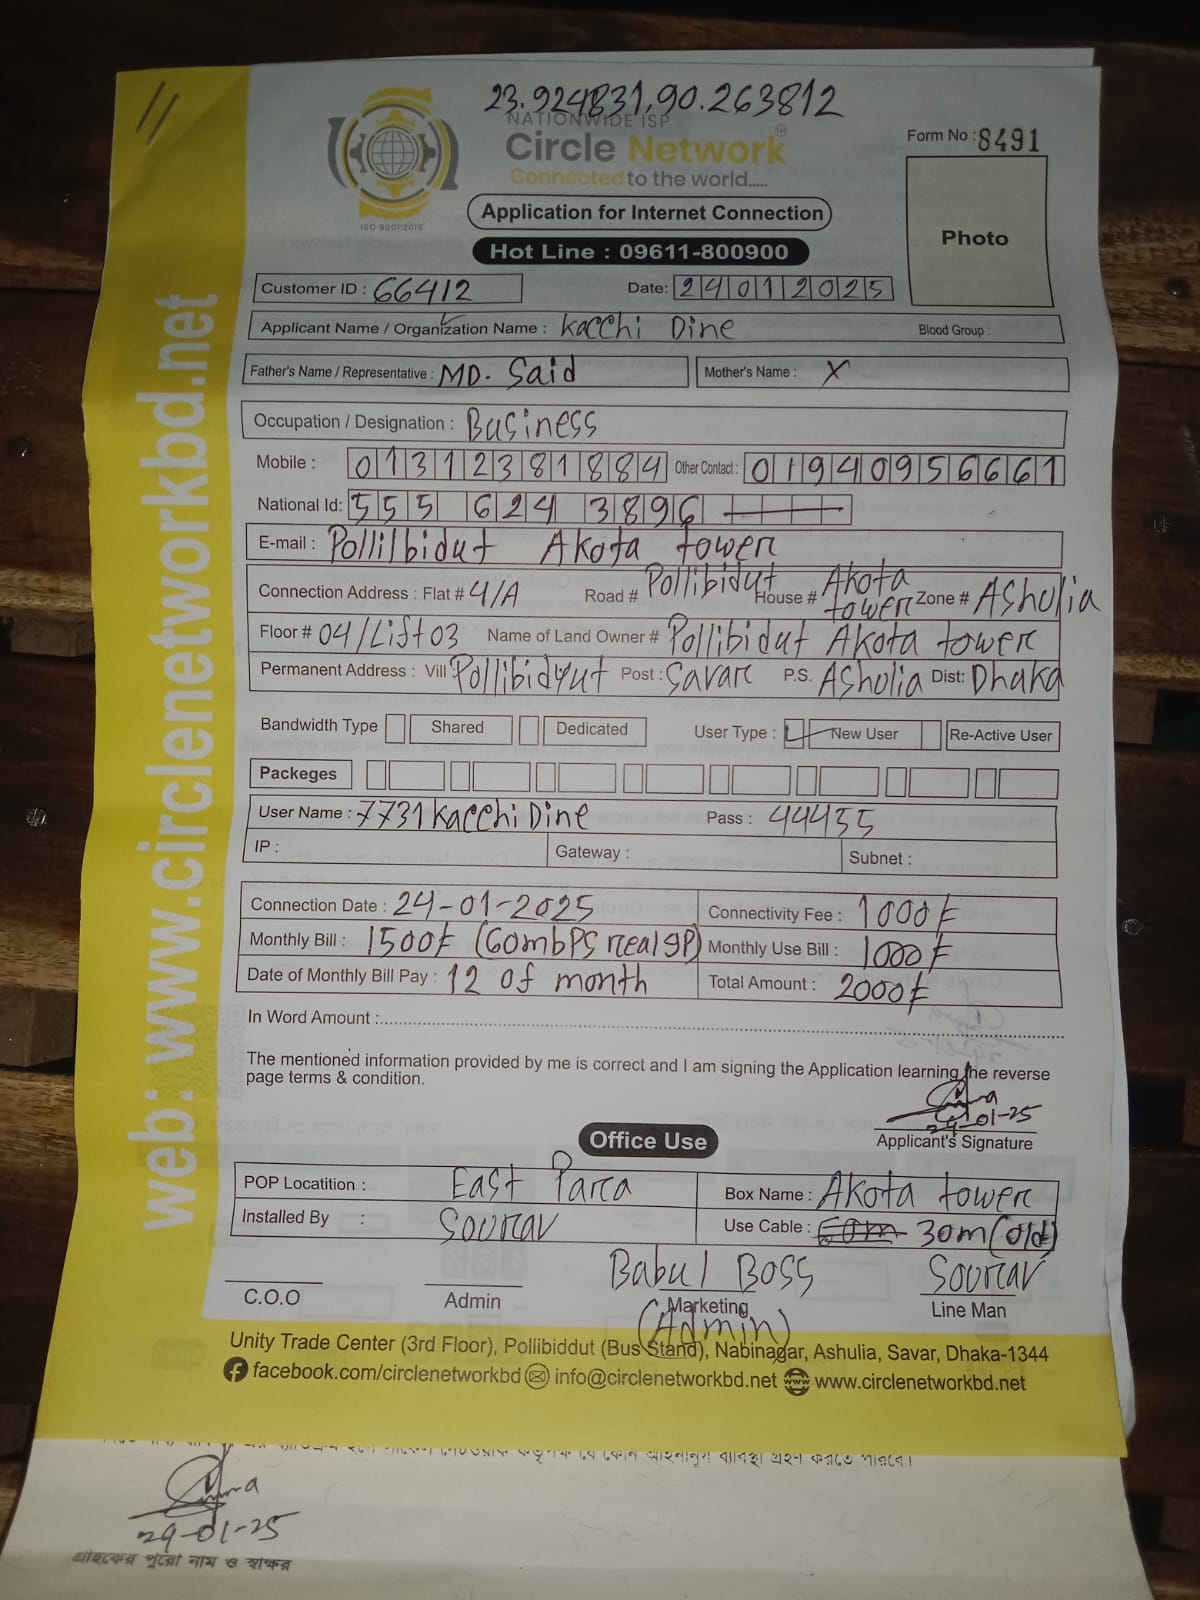 23.924831,90.263812
NATIONWIDE ISP
Circle Network
Connected to the world.....
ISO 9001:2015
Form No : 8491
Photo
Application for Internet Connection
Hot Line : 09611-800900
Customer ID : 66412 Date: 24012025
Applicant Name / Organization Name : Kacchi Dine Blood Group :
Father's Name / Representative : MD. Said Mother's Name : X
Occupation / Designation : Business
Mobile : 01312381884 Other Contact : 01940956661
National Id: 555 624 3896
E-mail : Pollilbidut Akota tower
Connection Address : Flat # 4/A Road # Pollibidut House # Akota tower Zone # Ashulia
Floor # 04/Lift 03 Name of Land Owner # Pollibidut Akota tower
Permanent Address : Vill: Pollibidyut Post : Savar P.S. Ashulia Dist: Dhaka
Bandwidth Type Shared Dedicated User Type : New User Re-Active User
Packeges
User Name : 7731KacchiDine Pass : 44435
IP : Gateway : Subnet :
Connection Date : 24-01-2025 Connectivity Fee : 1000৳
Monthly Bill : 1500৳ (60mbPS realIP) Monthly Use Bill : 1000৳
Date of Monthly Bill Pay : 12 of month Total Amount : 2000৳
In Word Amount :
The mentioned information provided by me is correct and I am signing the Application learning the reverse
page terms & condition.
24-01-25
Applicant's Signature
Office Use
POP Locatition : East Para Box Name : Akota tower
Installed By : Sourav Use Cable : 30m (old)
Babul Boss Sourav
C.O.O Admin Marketing Line Man
(Admin)
Unity Trade Center (3rd Floor), Pollibiddut (Bus Stand), Nabinagar, Ashulia, Savar, Dhaka-1344
facebook.com/circlenetworkbd info@circlenetworkbd.net www.circlenetworkbd.net
web: www.circlenetworkbd.net
24-01-25
গ্রাহকের পুরো নাম ও স্বাক্ষর